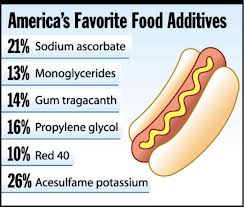 America's Favorite Food Additives
21% Sodium ascorbate
13% Monoglycerides
14% Gum tragacanth
16% Propylene glycol
10% Red 40
26% Acesulfame potassium